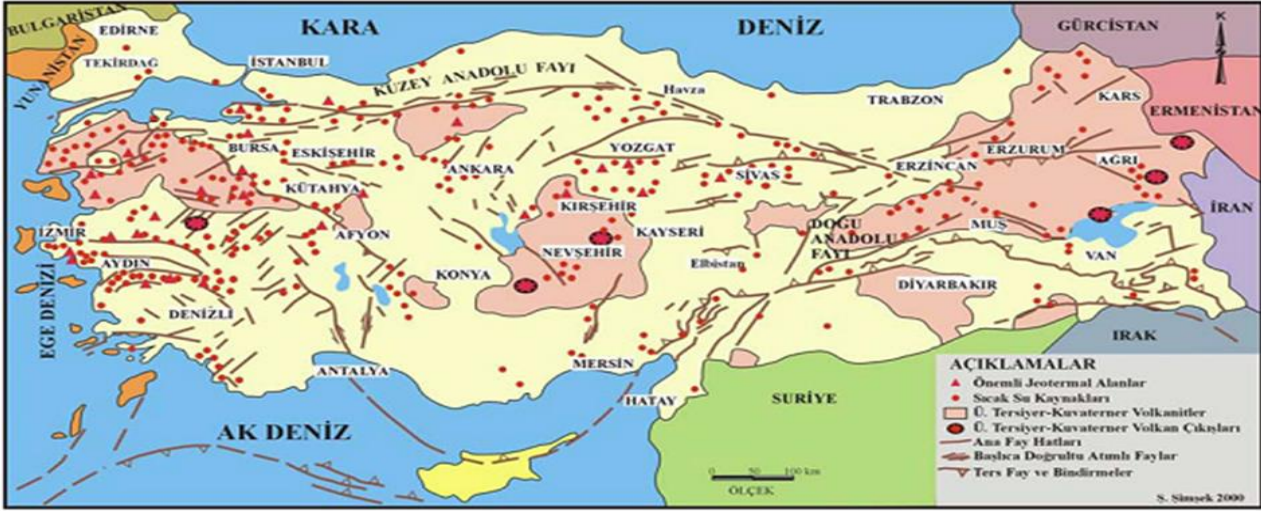 BULGARİSTAN
EDİRNE
KARA
DENİZ
GÜRCİSTAN
K
YUNANİSTAN
TEKİRDAĞ
İSTANBUL
KUZEY ANADOLU FAYI
Havza
TRABZON
KARS
ERMENİSTAN
BURSA
ESKİŞEHİR
ANKARA
YOZGAT
SİVAS
ERZİNCAN
ERZURUM
AĞRI
KÜTAHYA
KIRŞEHİR
İRAN
İZMİR
AFYON
KAYSERİ
DOĞU
ANADOLU
FAYI
MUŞ
AYDIN
NEVŞEHİR
KONYA
Elbistan
VAN
EGE DENİZİ
DENİZLİ
DİYARBAKIR
ANTALYA
MERSİN
IRAK
HATAY
SURİYE
AK DENİZ
0 50 100 km
ÖLÇEK
AÇIKLAMALAR
Önemli Jeotermal Alanlar
Sıcak Su Kaynakları
Ü. Tersiyer-Kuvaterner Volkanitler
Ü. Tersiyer-Kuvaterner Volkan Çıkışları
Ana Fay Hatları
Başlıca Doğrultu Atımlı Faylar
Ters Fay ve Bindirmeler
Ş. Şimşek 2000